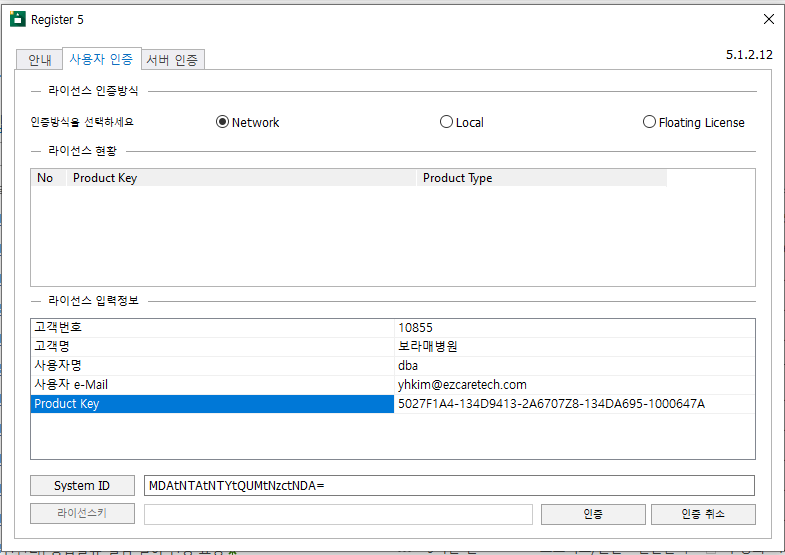 Register 5
안내 사용자 인증 서버 인증 5.1.2.12
라이선스 인증방식
인증방식을 선택하세요 Network Local Floating License
라이선스 현황
No Product Key Product Type
라이선스 입력정보
고객번호 10855
고객명 보라매병원
사용자명 dba
사용자 e-Mail yhkim@ezcaretech.com
Product Key 5027F1A4-134D9413-2A6707Z8-134DA695-1000647A
System ID MDAtNTAtNTYtQUMtNzctNDA=
라이선스키 인증 인증 취소